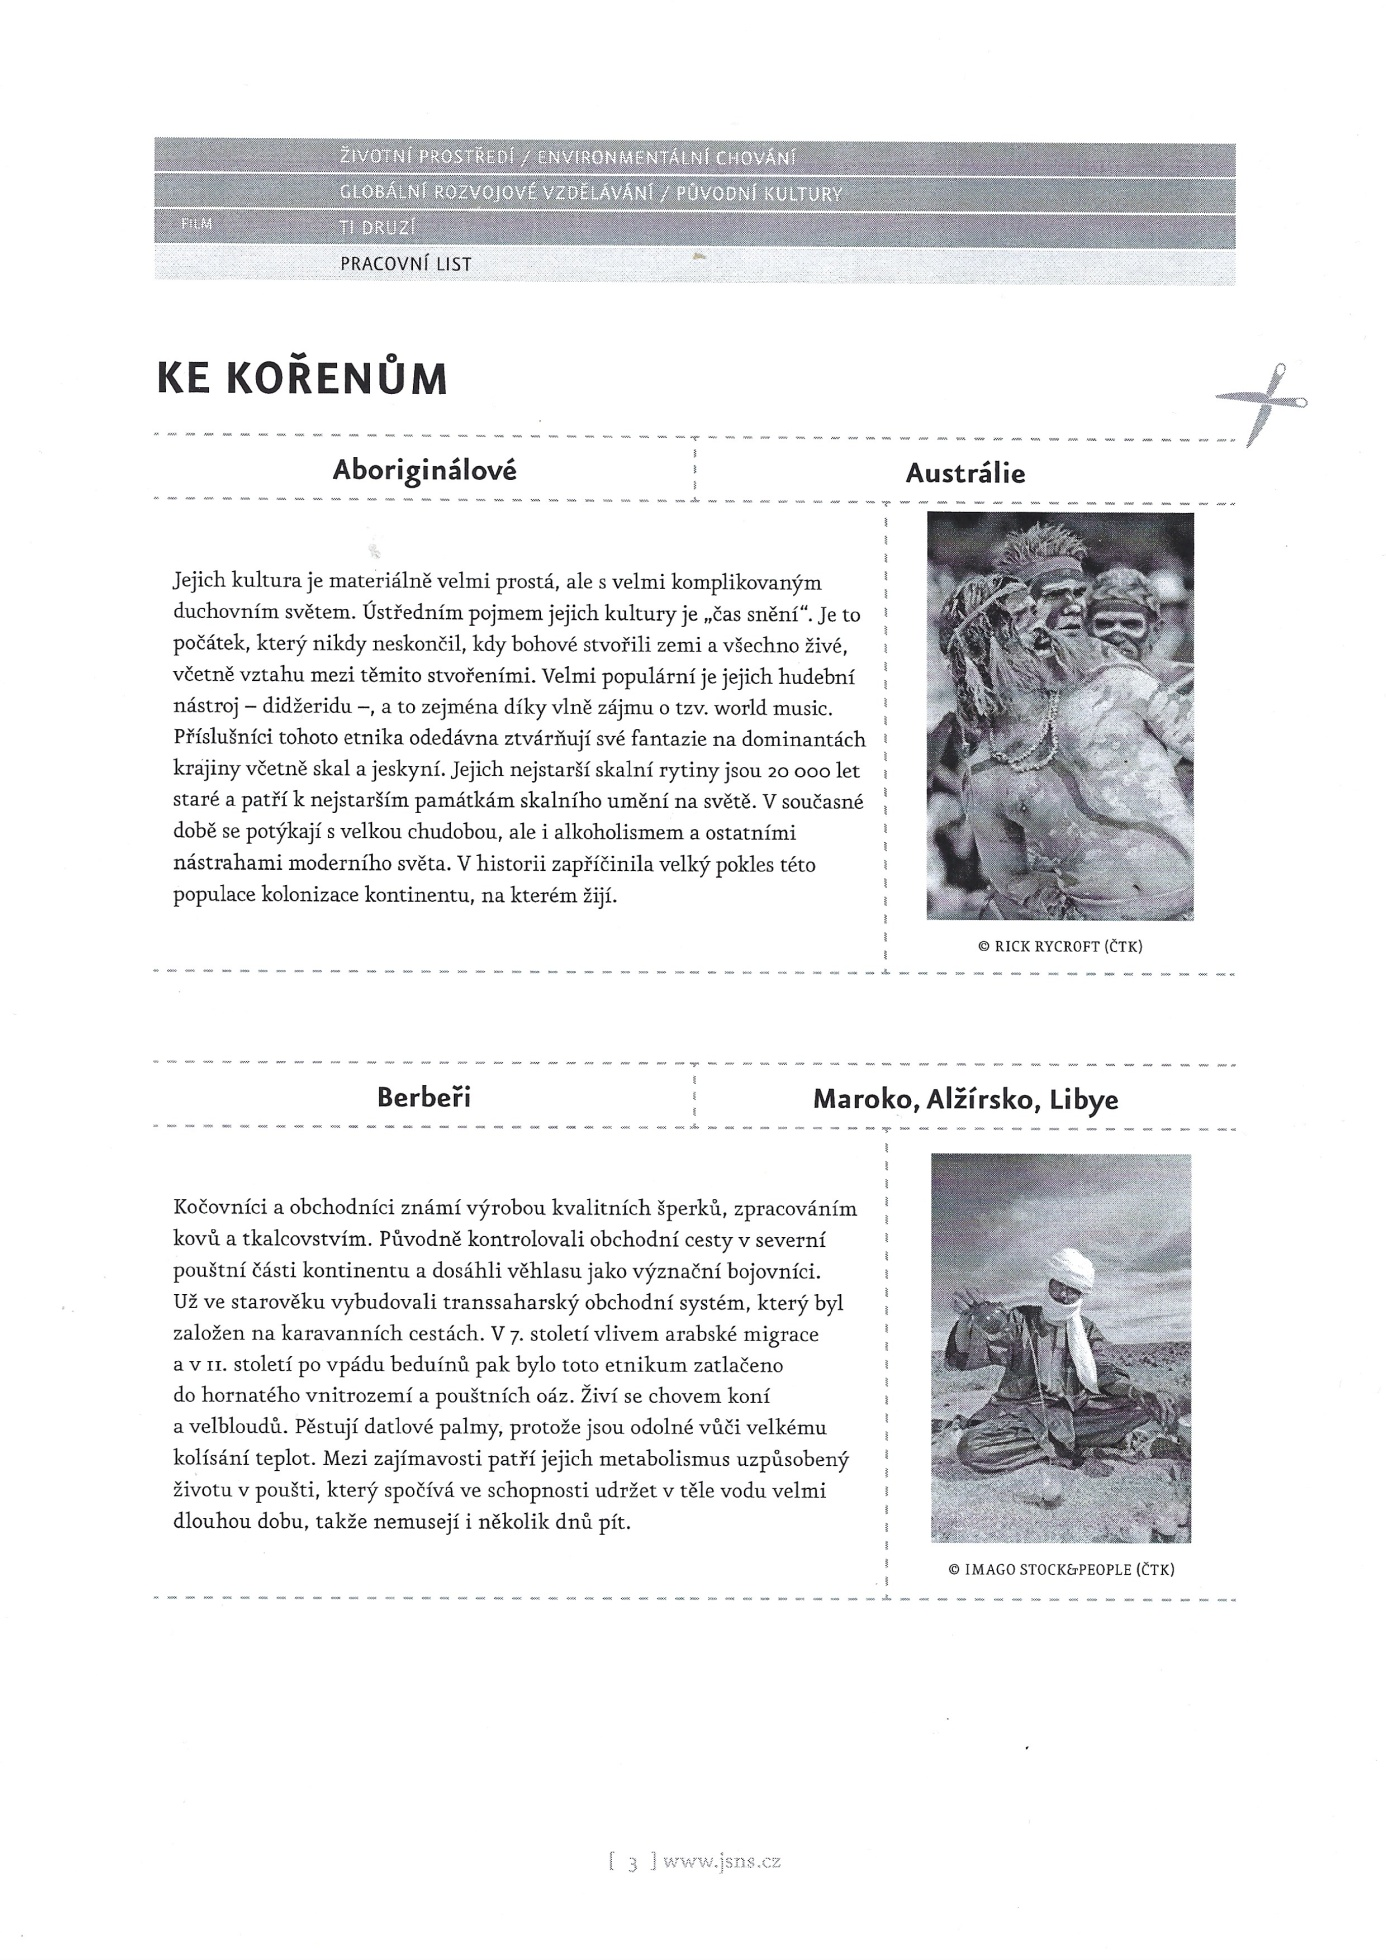 ŽIVOTNÍ PROSTŘEDÍ / ENVIRONMENTÁLNÍ CHOVÁNÍ
GLOBÁLNÍ ROZVOJOVÉ VZDĚLÁVÁNÍ / PŮVODNÍ KULTURY
FILM TI DRUZÍ
PRACOVNÍ LIST
KE KOŘENŮM
Aboriginálové
Austrálie
Jejich kultura je materiálně velmi prostá, ale s velmi komplikovaným
duchovním světem. Ústředním pojmem jejich kultury je „čas snění“. Je to
počátek, který nikdy neskončil, kdy bohové stvořili zemi a všechno živé,
včetně vztahu mezi těmito stvořeními. Velmi populární je jejich hudební
nástroj – didžeridu –, a to zejména díky vlně zájmu o tzv. world music.
Příslušníci tohoto etnika odedávna ztvárňují své fantazie na dominantách
krajiny včetně skal a jeskyní. Jejich nejstarší skalní rytiny jsou 20 000 let
staré a patří k nejstarším památkám skalního umění na světě. V současné
době se potýkají s velkou chudobou, ale i alkoholismem a ostatními
nástrahami moderního světa. V historii zapříčinila velký pokles této
populace kolonizace kontinentu, na kterém žijí.
© RICK RYCROFT (ČTK)
Berbeři
Maroko, Alžírsko, Libye
Kočovníci a obchodníci známí výrobou kvalitních šperků, zpracováním
kovů a tkalcovstvím. Původně kontrolovali obchodní cesty v severní
pouštní části kontinentu a dosáhli věhlasu jako význační bojovníci.
Už ve starověku vybudovali transsaharský obchodní systém, který byl
založen na karavanních cestách. V 7. století vlivem arabské migrace
a v 11. století po vpádu beduínů pak bylo toto etnikum zatlačeno
do hornatého vnitrozemí a pouštních oáz. Živí se chovem koní
a velbloudů. Pěstují datlové palmy, protože jsou odolné vůči velkému
kolísání teplot. Mezi zajímavosti patří jejich metabolismus uzpůsobený
životu v poušti, který spočívá ve schopnosti udržet v těle vodu velmi
dlouhou dobu, takže nemusejí i několik dnů pít.
© IMAGO STOCK&PEOPLE (ČTK)
[ 3 ] www.jsns.cz